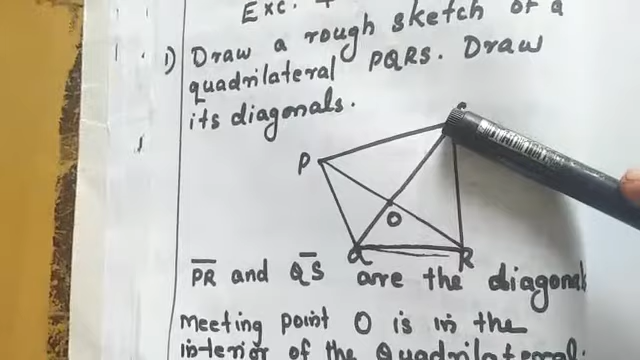 Exc. 4
1) Draw a rough sketch of a
quadrilateral PQRS. Draw
its diagonals.
S
P
O
Q R
PR and QS are the diagonals
Meeting point O is in the
interior of the Quadrilateral.